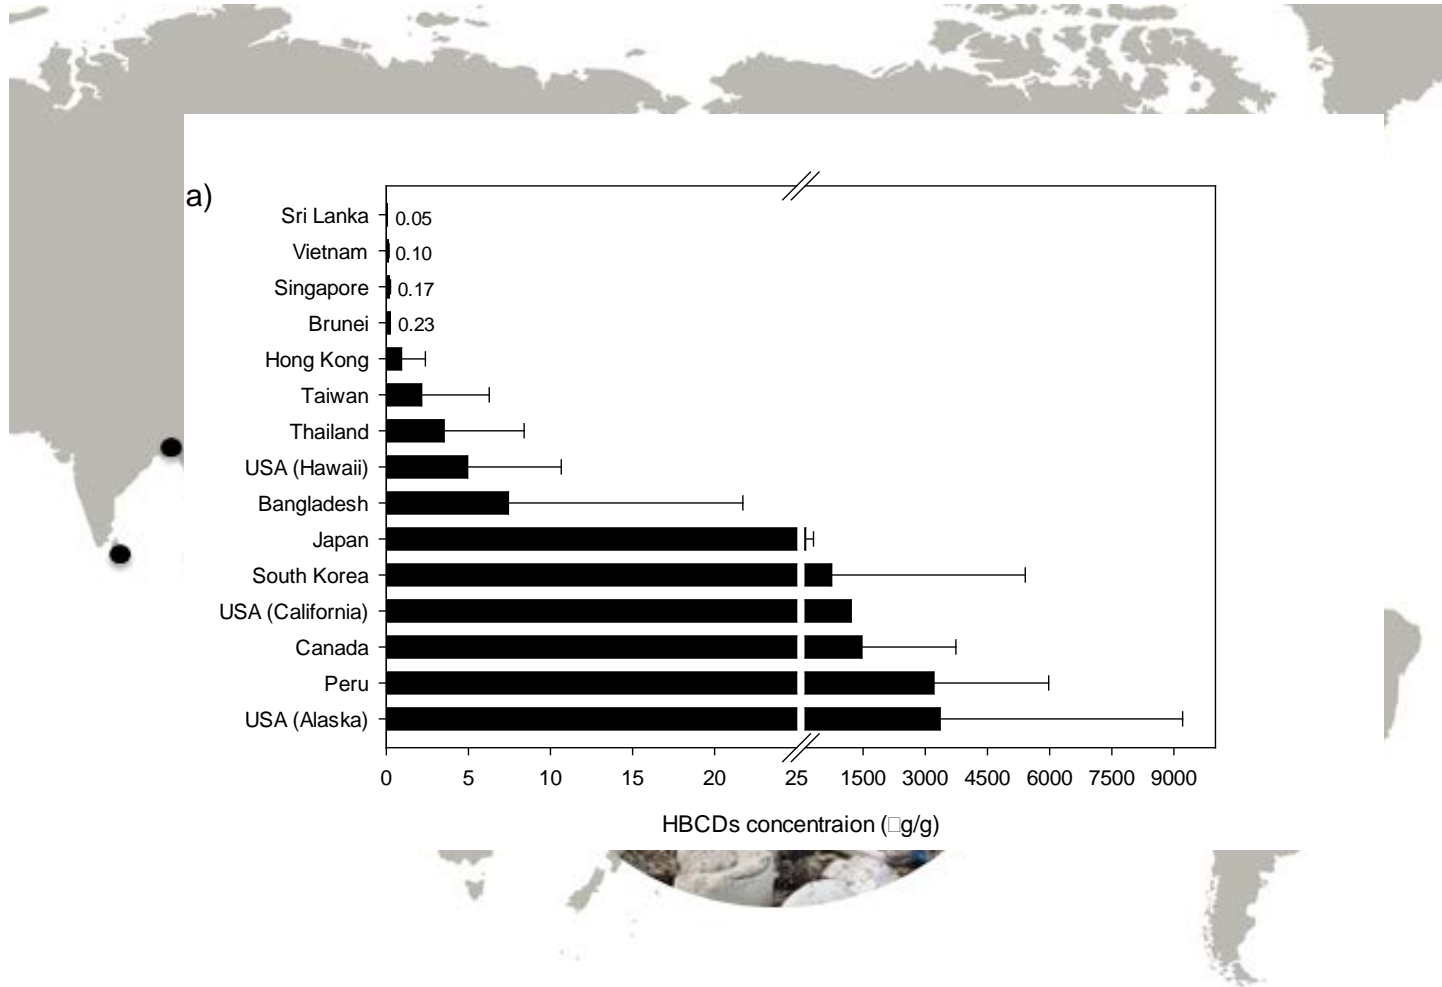 a)
Sri Lanka 0.05
Vietnam 0.10
Singapore 0.17
Brunei 0.23
Hong Kong
Taiwan
Thailand
USA (Hawaii)
Bangladesh
Japan
South Korea
USA (California)
Canada
Peru
USA (Alaska)
0 5 10 15 20 25 1500 3000 4500 6000 7500 9000
HBCDs concentraion (□g/g)